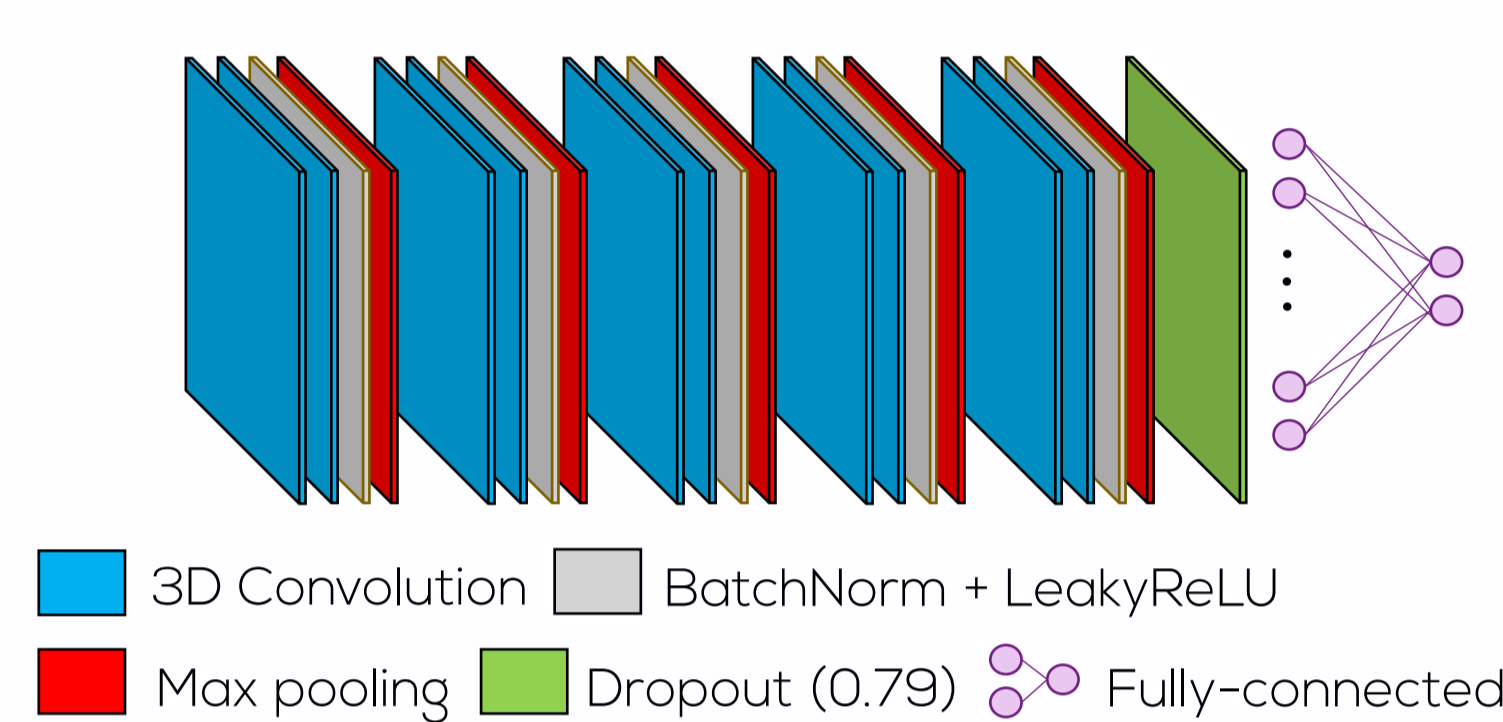 3D Convolution BatchNorm + LeakyReLU
Max pooling Dropout (0.79) Fully-connected